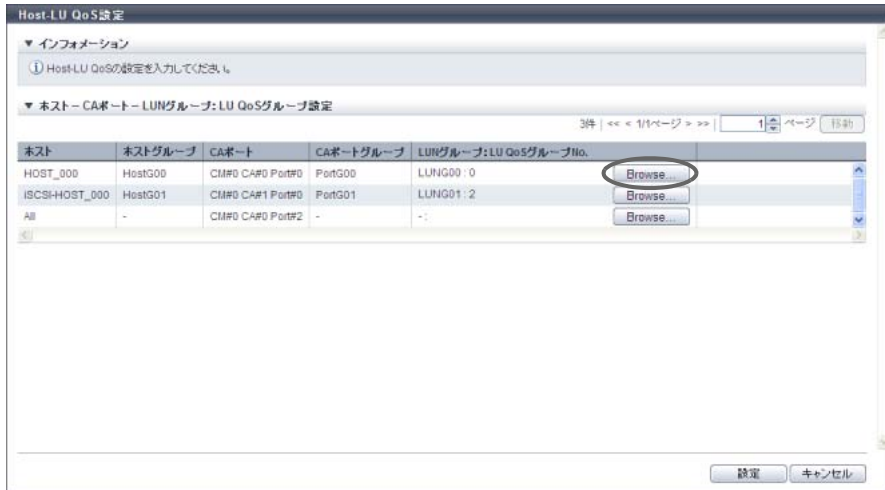 Host-LU QoS設定
▼ インフォメーション
Host-LU QoSの設定を入力してください。
▼ ホスト－CAポート－LUNグループ: LU QoSグループ設定
3件 | << < 1/1ページ > >> | 1 ページ 移動
ホスト ホストグループ CAポート CAポートグループ LUNグループ: LU QoSグループNo.
HOST_000 HostG00 CM#0 CA#0 Port#0 PortG00 LUNG00 : 0 Browse...
iSCSI-HOST_000 HostG01 CM#0 CA#1 Port#0 PortG01 LUNG01 : 2 Browse...
All - CM#0 CA#0 Port#2 - - : Browse...
設定 キャンセル